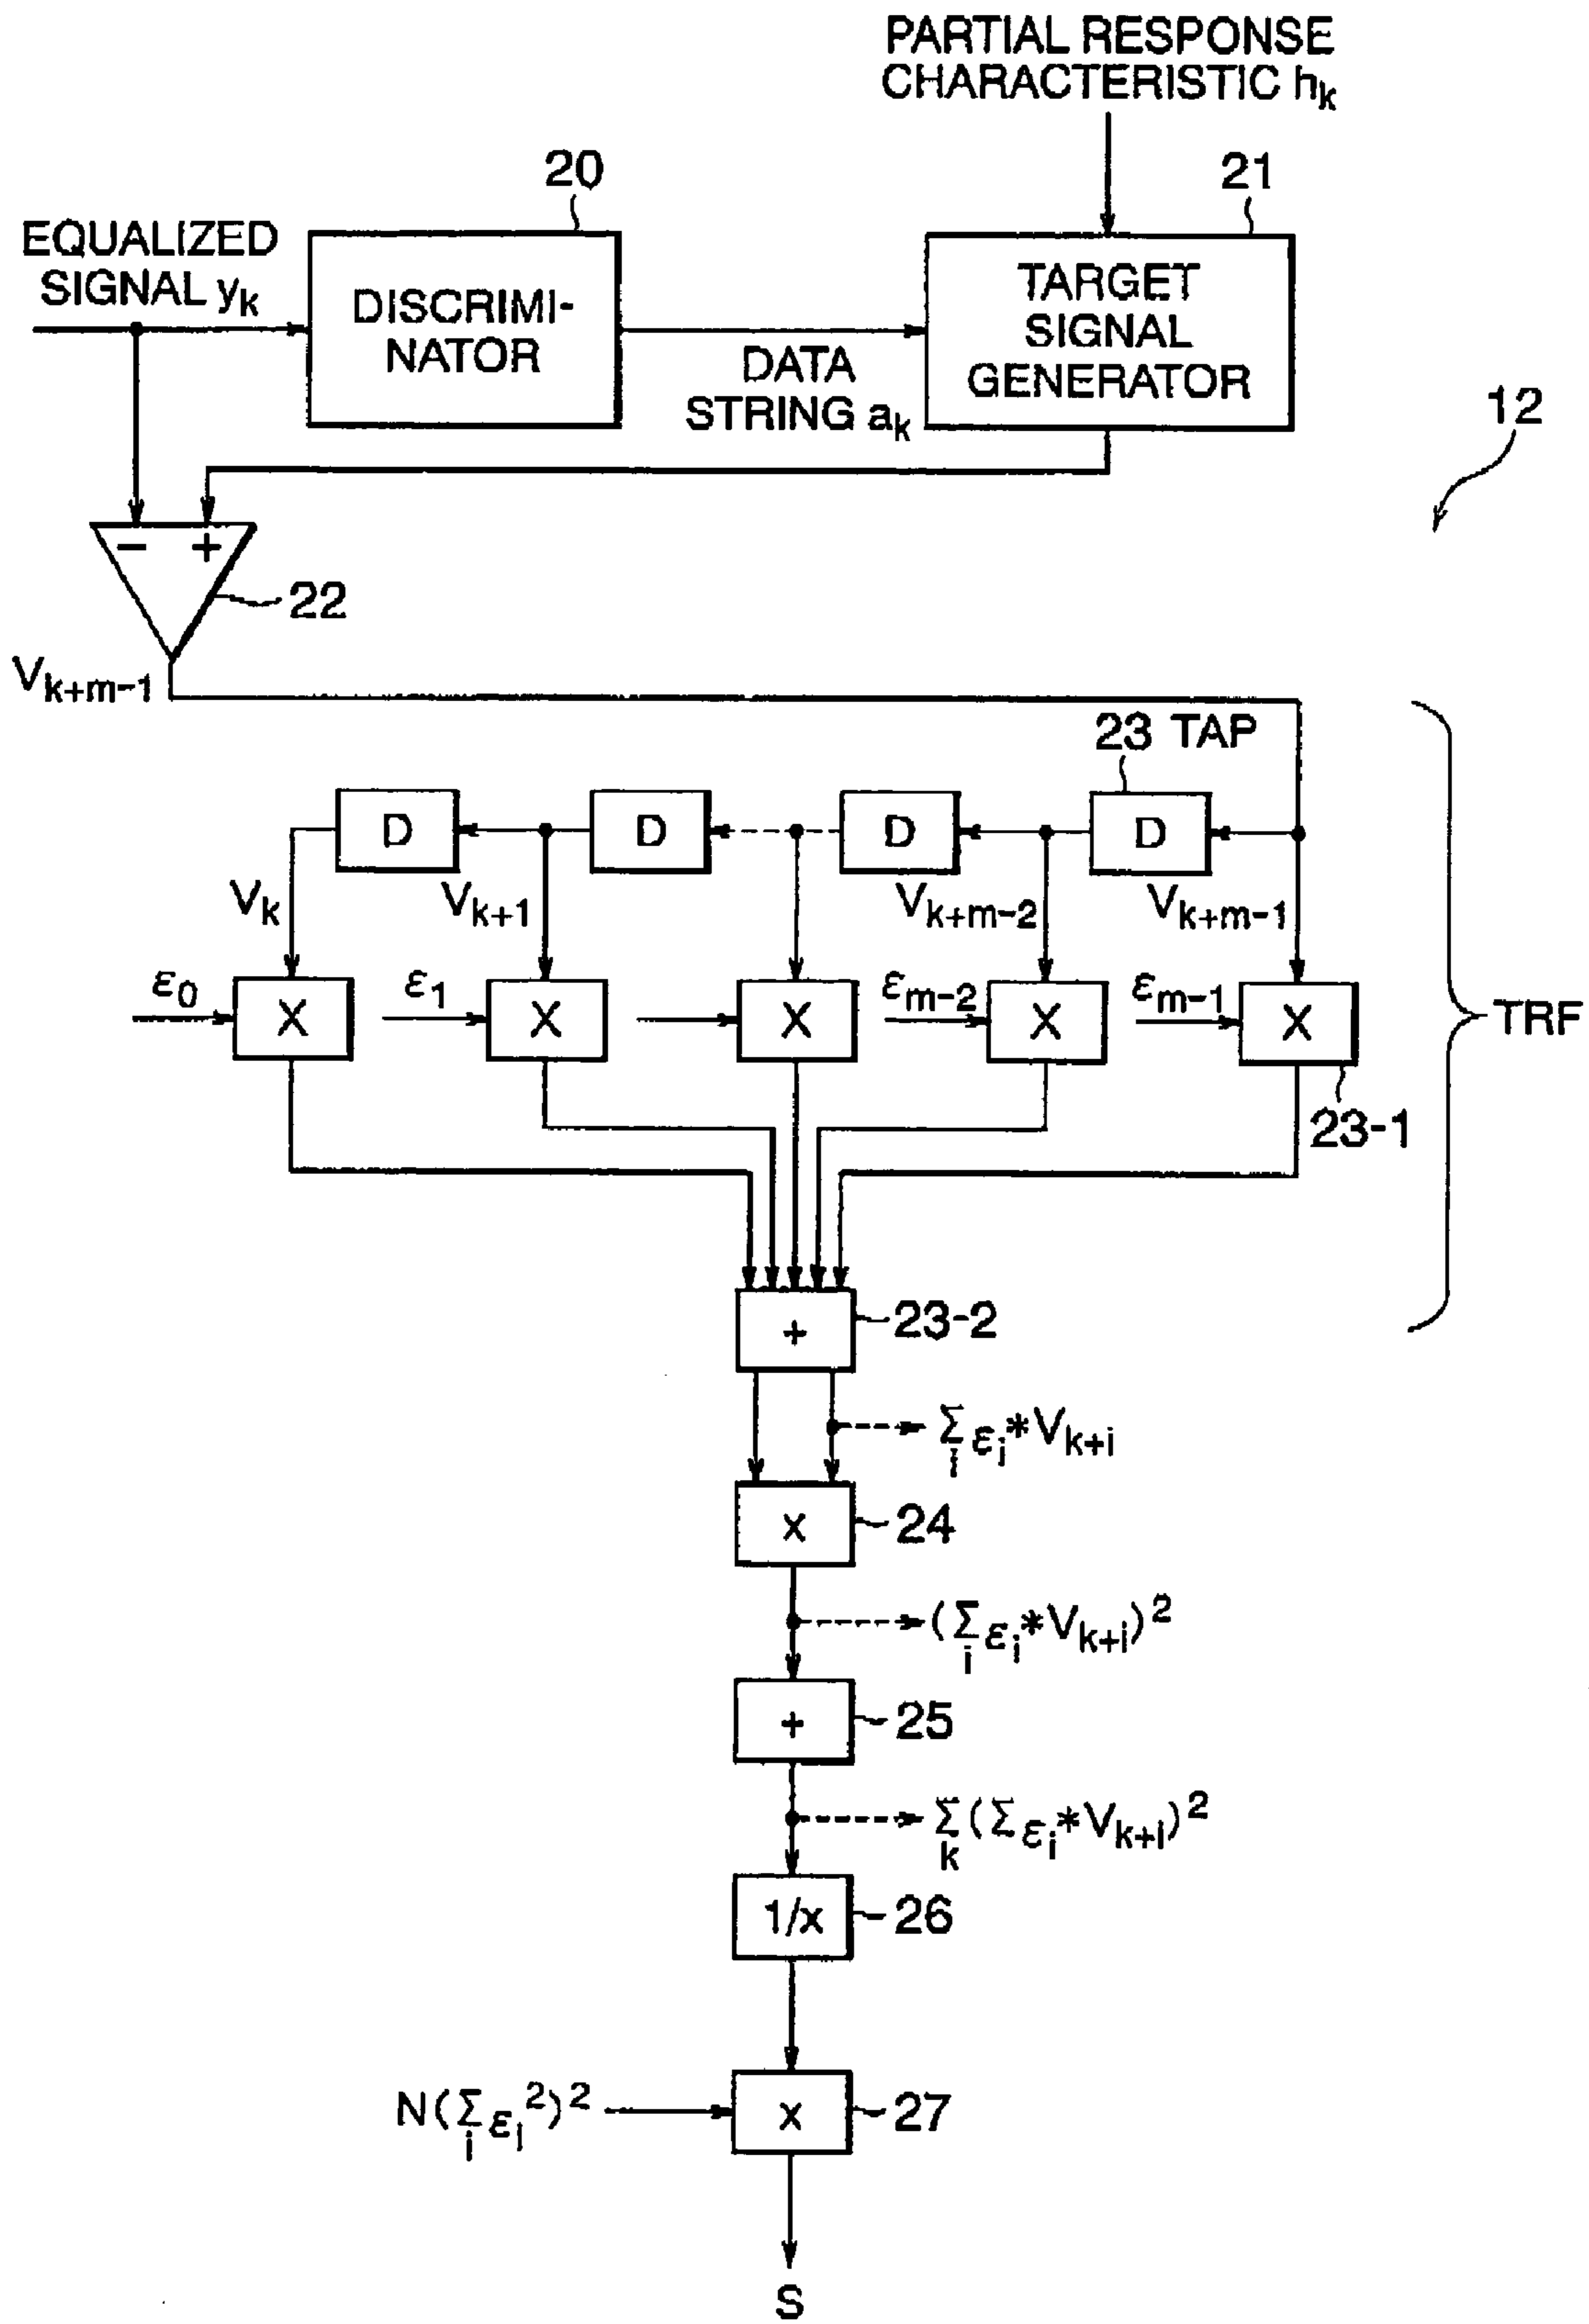 PARTIAL RESPONSE
CHARACTERISTIC hk
20
21
EQUALIZED
SIGNAL yk
DISCRIMI-
NATOR
TARGET
SIGNAL
GENERATOR
DATA
STRING ak
12
− +
22
Vk+m−1
23 TAP
D D D D
Vk Vk+1 Vk+m−2 Vk+m−1
ε0 ε1 εm−2 εm−1
X X X X X
TRF
23-1
+ 23-2
Σi εi*Vk+i
x 24
(Σi εi*Vk+i)²
+ 25
Σk (Σ εi*Vk+i)²
1/x 26
N(Σi εi²)² x 27
S